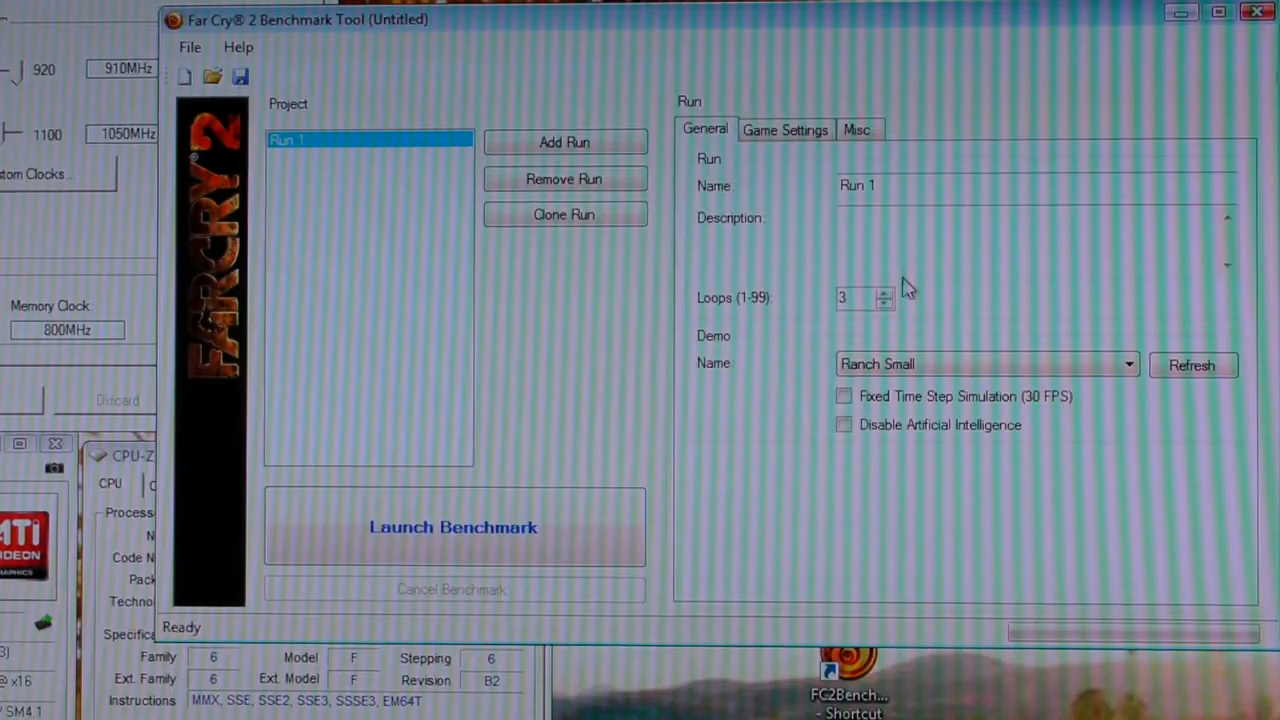 Far Cry® 2 Benchmark Tool (Untitled)
File Help
920 910MHz
1100 1050MHz
stom Clocks...
Memory Clock:
800MHz
Discard
FARCRY®2
Project
Run 1
Add Run
Remove Run
Clone Run
Launch Benchmark
Cancel Benchmark
Ready
Run
General Game Settings Misc
Run
Name: Run 1
Description:
Loops (1-99): 3
Demo
Name: Ranch Small Refresh
Fixed Time Step Simulation (30 FPS)
Disable Artificial Intelligence
ATI
RADEON
GRAPHICS
3)
@ x16
/ SM4.1
CPU-Z
CPU C
Process
N
Code N
Pack
Techno
Specifica
Family 6 Model F Stepping 6
Ext. Family 6 Ext. Model F Revision B2
Instructions MMX, SSE, SSE2, SSE3, SSSE3, EM64T
FC2Bench...
- Shortcut